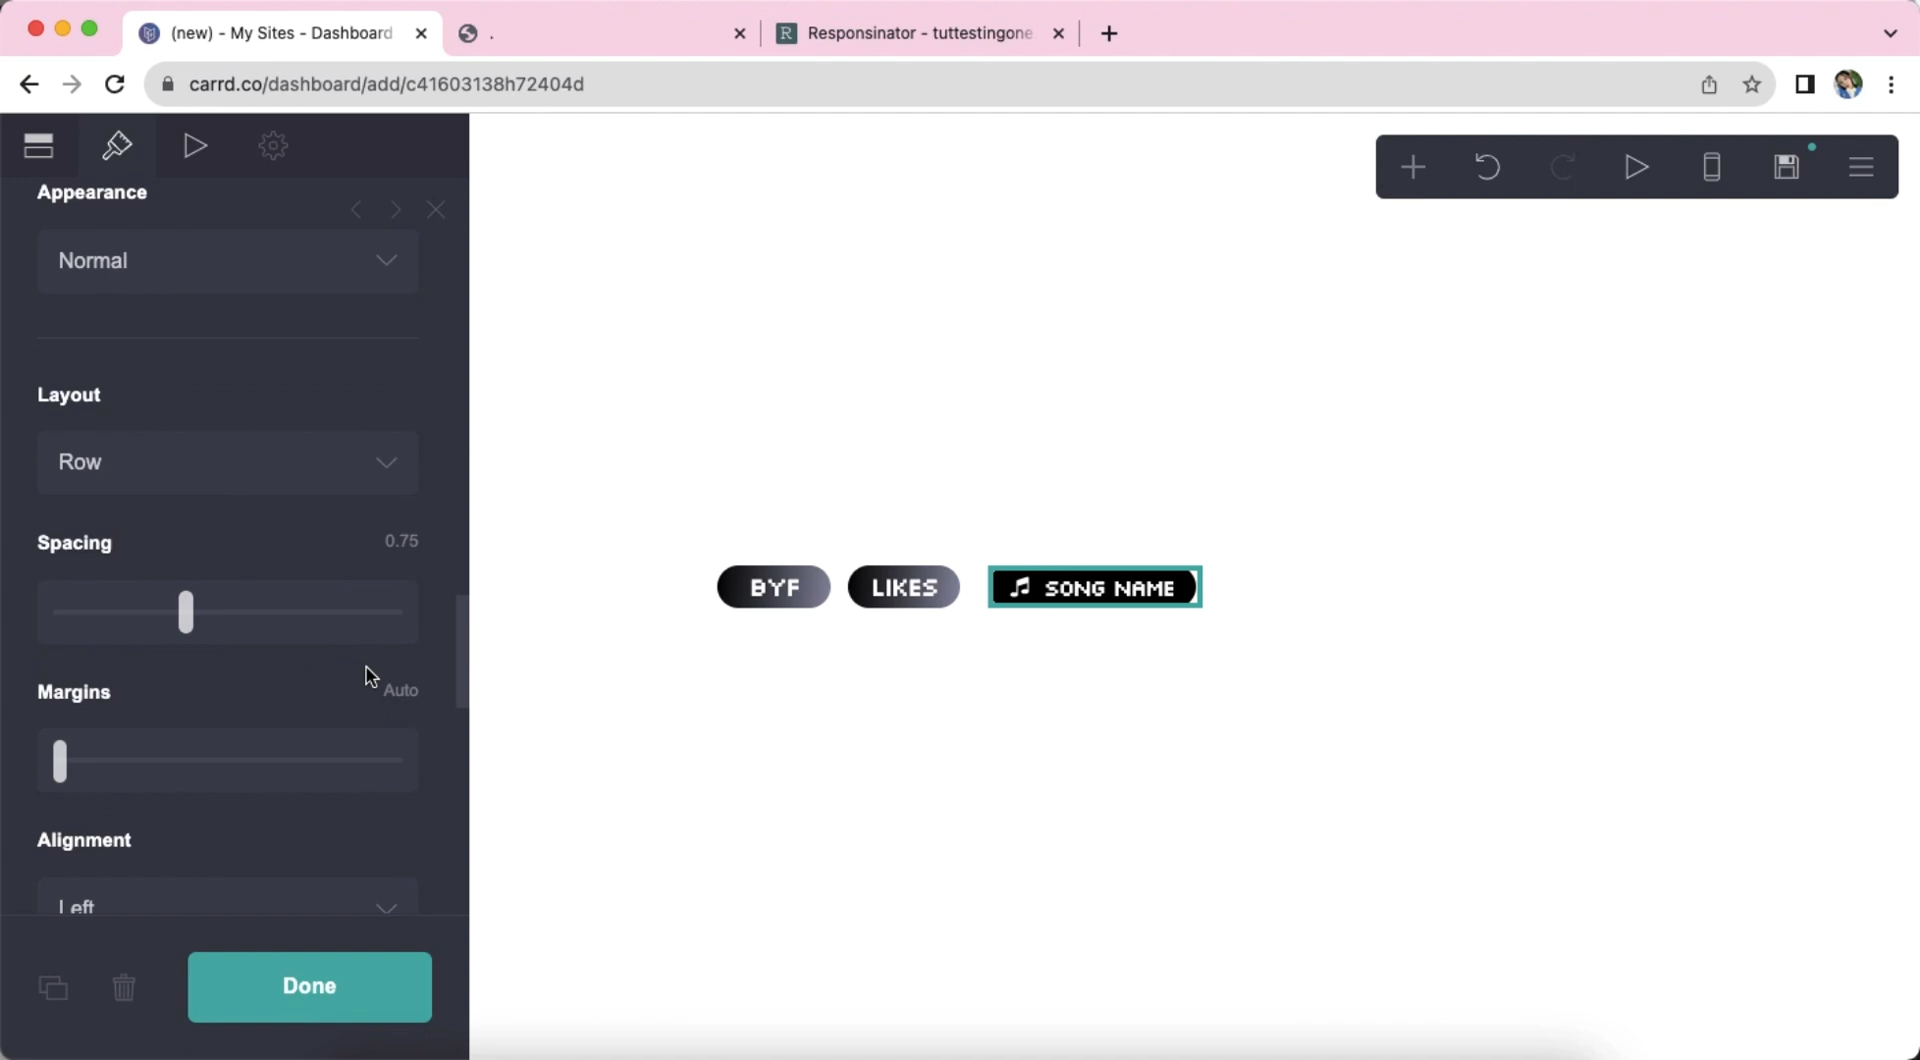 (new) - My Sites - Dashboard
.
Responsinator - tuttestingone
carrd.co/dashboard/add/c41603138h72404d
Appearance
Normal
Layout
Row
Spacing
0.75
Margins
Auto
Alignment
Left
Done
BYF
LIKES
SONG NAME